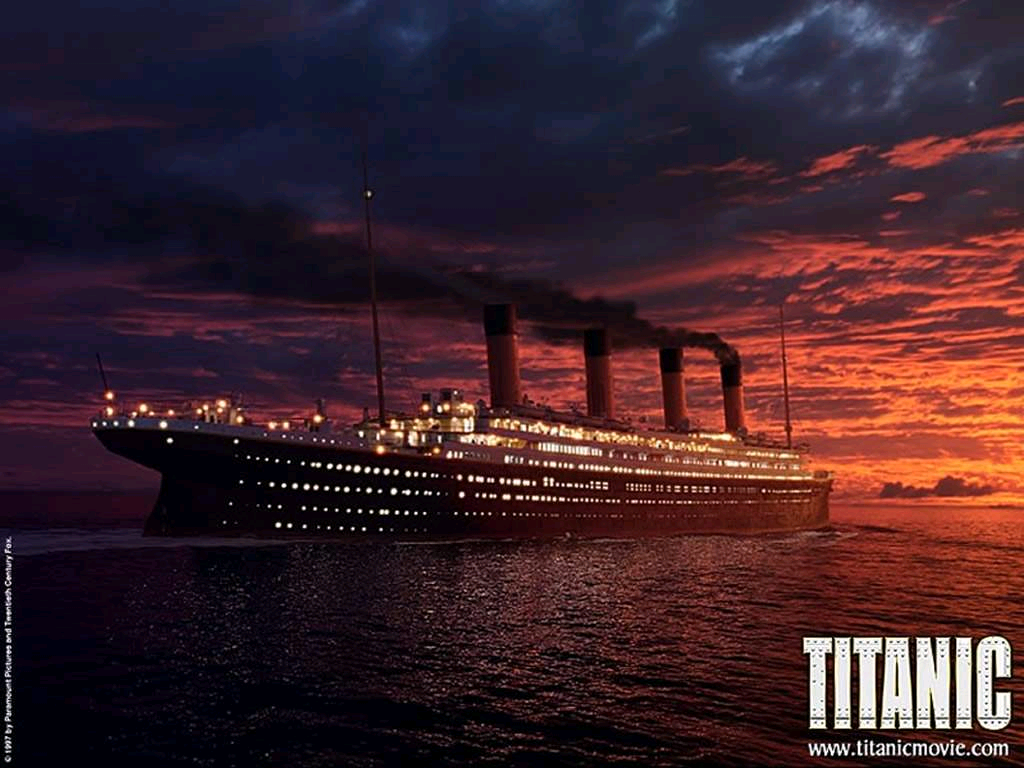 © 1997 by Paramount Pictures and Twentieth Century Fox.
TITANIC
www.titanicmovie.com